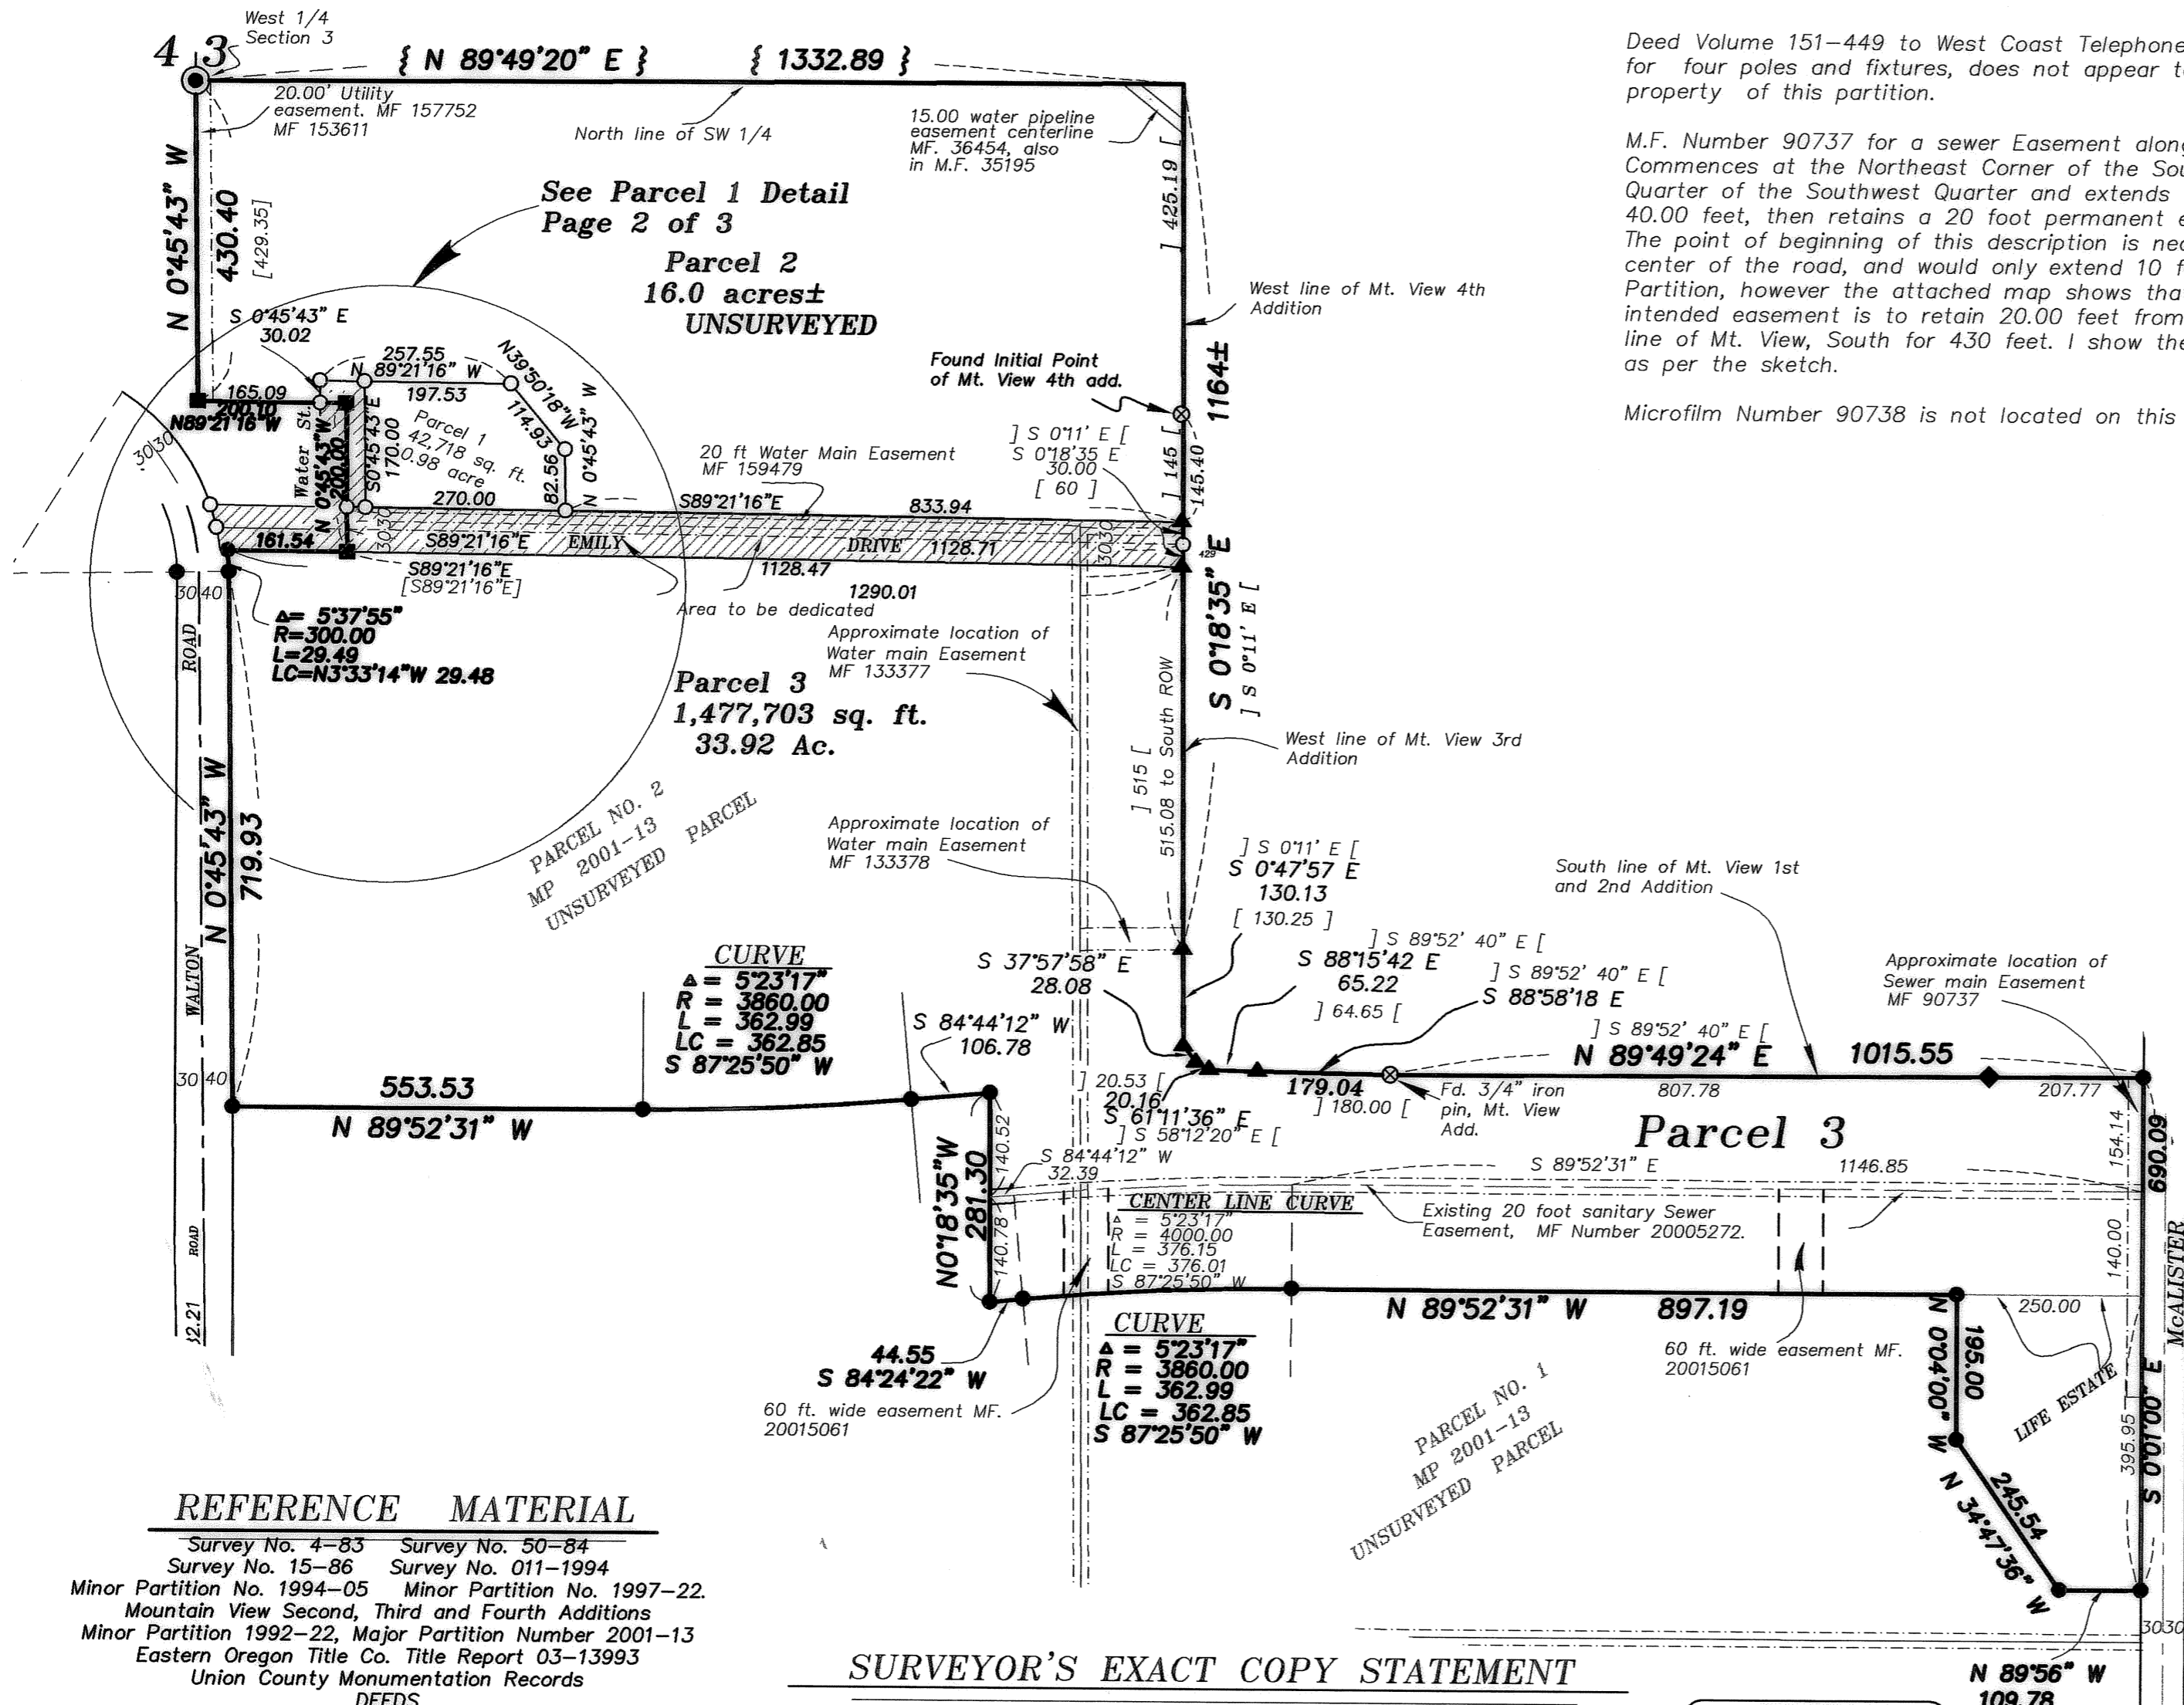 West 1/4
Section 3
4 3
{ N 89°49'20" E }
{ 1332.89 }
20.00' Utility
easement. MF 157752
MF 153611
North line of SW 1/4
15.00 water pipeline
easement centerline
MF. 36454, also
in M.F. 35195
N 0°45'43" W
430.40
[429.35]
] 425.19 [
See Parcel 1 Detail
Page 2 of 3
Parcel 2
16.0 acres±
UNSURVEYED
West line of Mt. View 4th
Addition
1164±
Found Initial Point
of Mt. View 4th add.
S 0°45'43" E
30.02
257.55
N 89°21'16" W
197.53
N39°50'18"W
114.93
82.56
N 0°45'43" W
165.09
200.10
N89°21'16"W
Water St.
N 0°45'43"W
200.00
S0°45'43"E
170.00
Parcel 1
42,718 sq. ft.
0.98 acre
270.00
3030
20 ft Water Main Easement
MF 159479
] S 0°11' E [
S 0°18'35 E
30.00
[ 60 ]
] 145 [
145.40
S89°21'16"E
833.94
161.54
S89°21'16"E
EMILY
DRIVE
1128.71
3030
3030
429
S89°21'16"E
[S89°21'16"E]
1128.47
1290.01
Area to be dedicated
30 40
Δ= 5°37'55"
R=300.00
L=29.49
LC=N3°33'14"W 29.48
ROAD
Approximate location of
Water main Easement
MF 133377
S 0°18'35" E
] S 0°11' E [
Parcel 3
1,477,703 sq. ft.
33.92 Ac.
515.08 to South ROW
] 515 [
West line of Mt. View 3rd
Addition
N 0°45'43" W
719.93
PARCEL NO. 2
MP 2001-13
UNSURVEYED PARCEL
Approximate location of
Water main Easement
MF 133378
] S 0°11' E [
S 0°47'57 E
130.13
[ 130.25 ]
South line of Mt. View 1st
and 2nd Addition
WALTON
CURVE
Δ = 5°23'17"
R = 3860.00
L = 362.99
LC = 362.85
S 87°25'50" W
S 37°57'58" E
28.08
] S 89°52' 40" E [
S 88°15'42 E
65.22
] 64.65 [
] S 89°52' 40" E [
S 88°58'18 E
] S 89°52' 40" E [
N 89°49'24" E
1015.55
Approximate location of
Sewer main Easement
MF 90737
S 84°44'12" W
106.78
30 40
553.53
N 89°52'31" W
] 20.53 [
20.16
S 61°11'36" E
] S 58°12'20" E [
179.04
] 180.00 [
Fd. 3/4" iron
pin, Mt. View
Add.
807.78
207.77
Parcel 3
154.14
690.09
N0°18'35"W
281.30
140.52
140.78
S 84°44'12" W
32.39
S 89°52'31" E
1146.85
CENTER LINE CURVE
Δ = 5°23'17"
R = 4000.00
L = 376.15
LC = 376.01
S 87°25'50" W
Existing 20 foot sanitary Sewer
Easement, MF Number 20005272.
140.00
McALISTER
ROAD
N 89°52'31" W
897.19
250.00
44.55
S 84°24'22" W
CURVE
Δ = 5°23'17"
R = 3860.00
L = 362.99
LC = 362.85
S 87°25'50" W
60 ft. wide easement MF.
20015061
60 ft. wide easement MF.
20015061
N 0°04'00" W
195.00
LIFE ESTATE
395.95
S 0°01'00" E
PARCEL NO. 1
MP 2001-13
UNSURVEYED PARCEL
245.54
N 34°47'36" W
3030
N 89°56" W
109.78
Deed Volume 151-449 to West Coast Telephone
for four poles and fixtures, does not appear
property of this partition.
M.F. Number 90737 for a sewer Easement
Commences at the Northeast Corner of the
Quarter of the Southwest Quarter and extends
40.00 feet, then retains a 20 foot permanent
The point of beginning of this description is
center of the road, and would only extend 10
Partition, however the attached map shows
intended easement is to retain 20.00 feet from
line of Mt. View, South for 430 feet. I show
as per the sketch.
Microfilm Number 90738 is not located on this
REFERENCE MATERIAL
Survey No. 4-83 Survey No. 50-84
Survey No. 15-86 Survey No. 011-1994
Minor Partition No. 1994-05 Minor Partition No. 1997-22.
Mountain View Second, Third and Fourth Additions
Minor Partition 1992-22, Major Partition Number 2001-13
Eastern Oregon Title Co. Title Report 03-13993
Union County Monumentation Records
DEEDS
SURVEYOR'S EXACT COPY STATEMENT